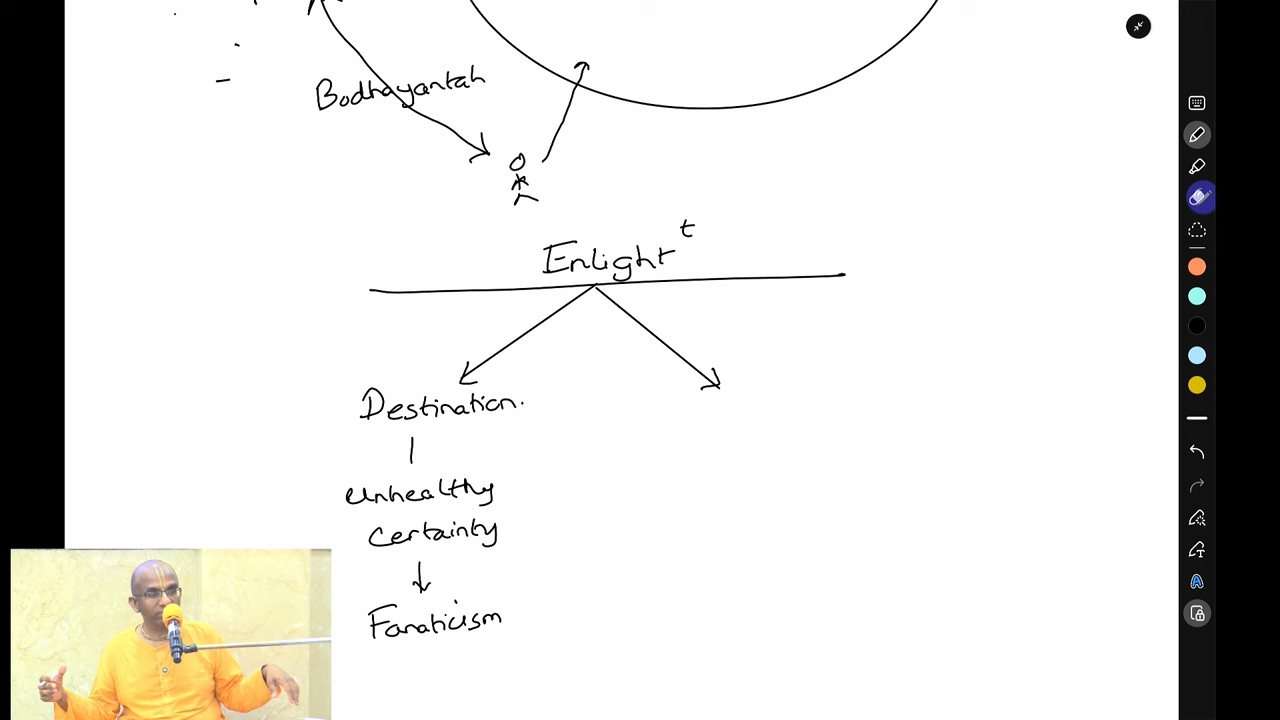 Bodhayantah
Enlight t
Destination.
Unhealthy
Certainty
Fanaticism